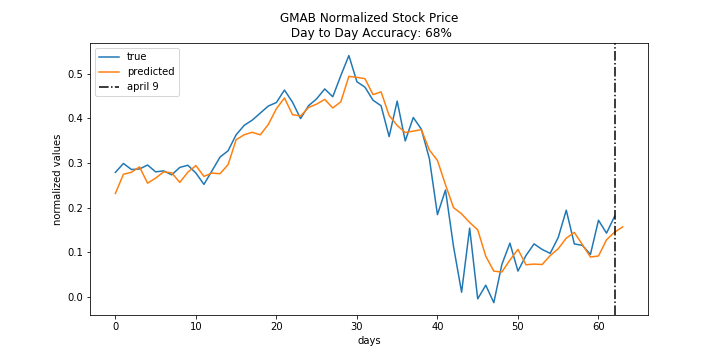 GMAB Normalized Stock Price
Day to Day Accuracy: 68%
true
predicted
april 9
normalized values
0.5
0.4
0.3
0.2
0.1
0.0
0 10 20 30 40 50 60
days